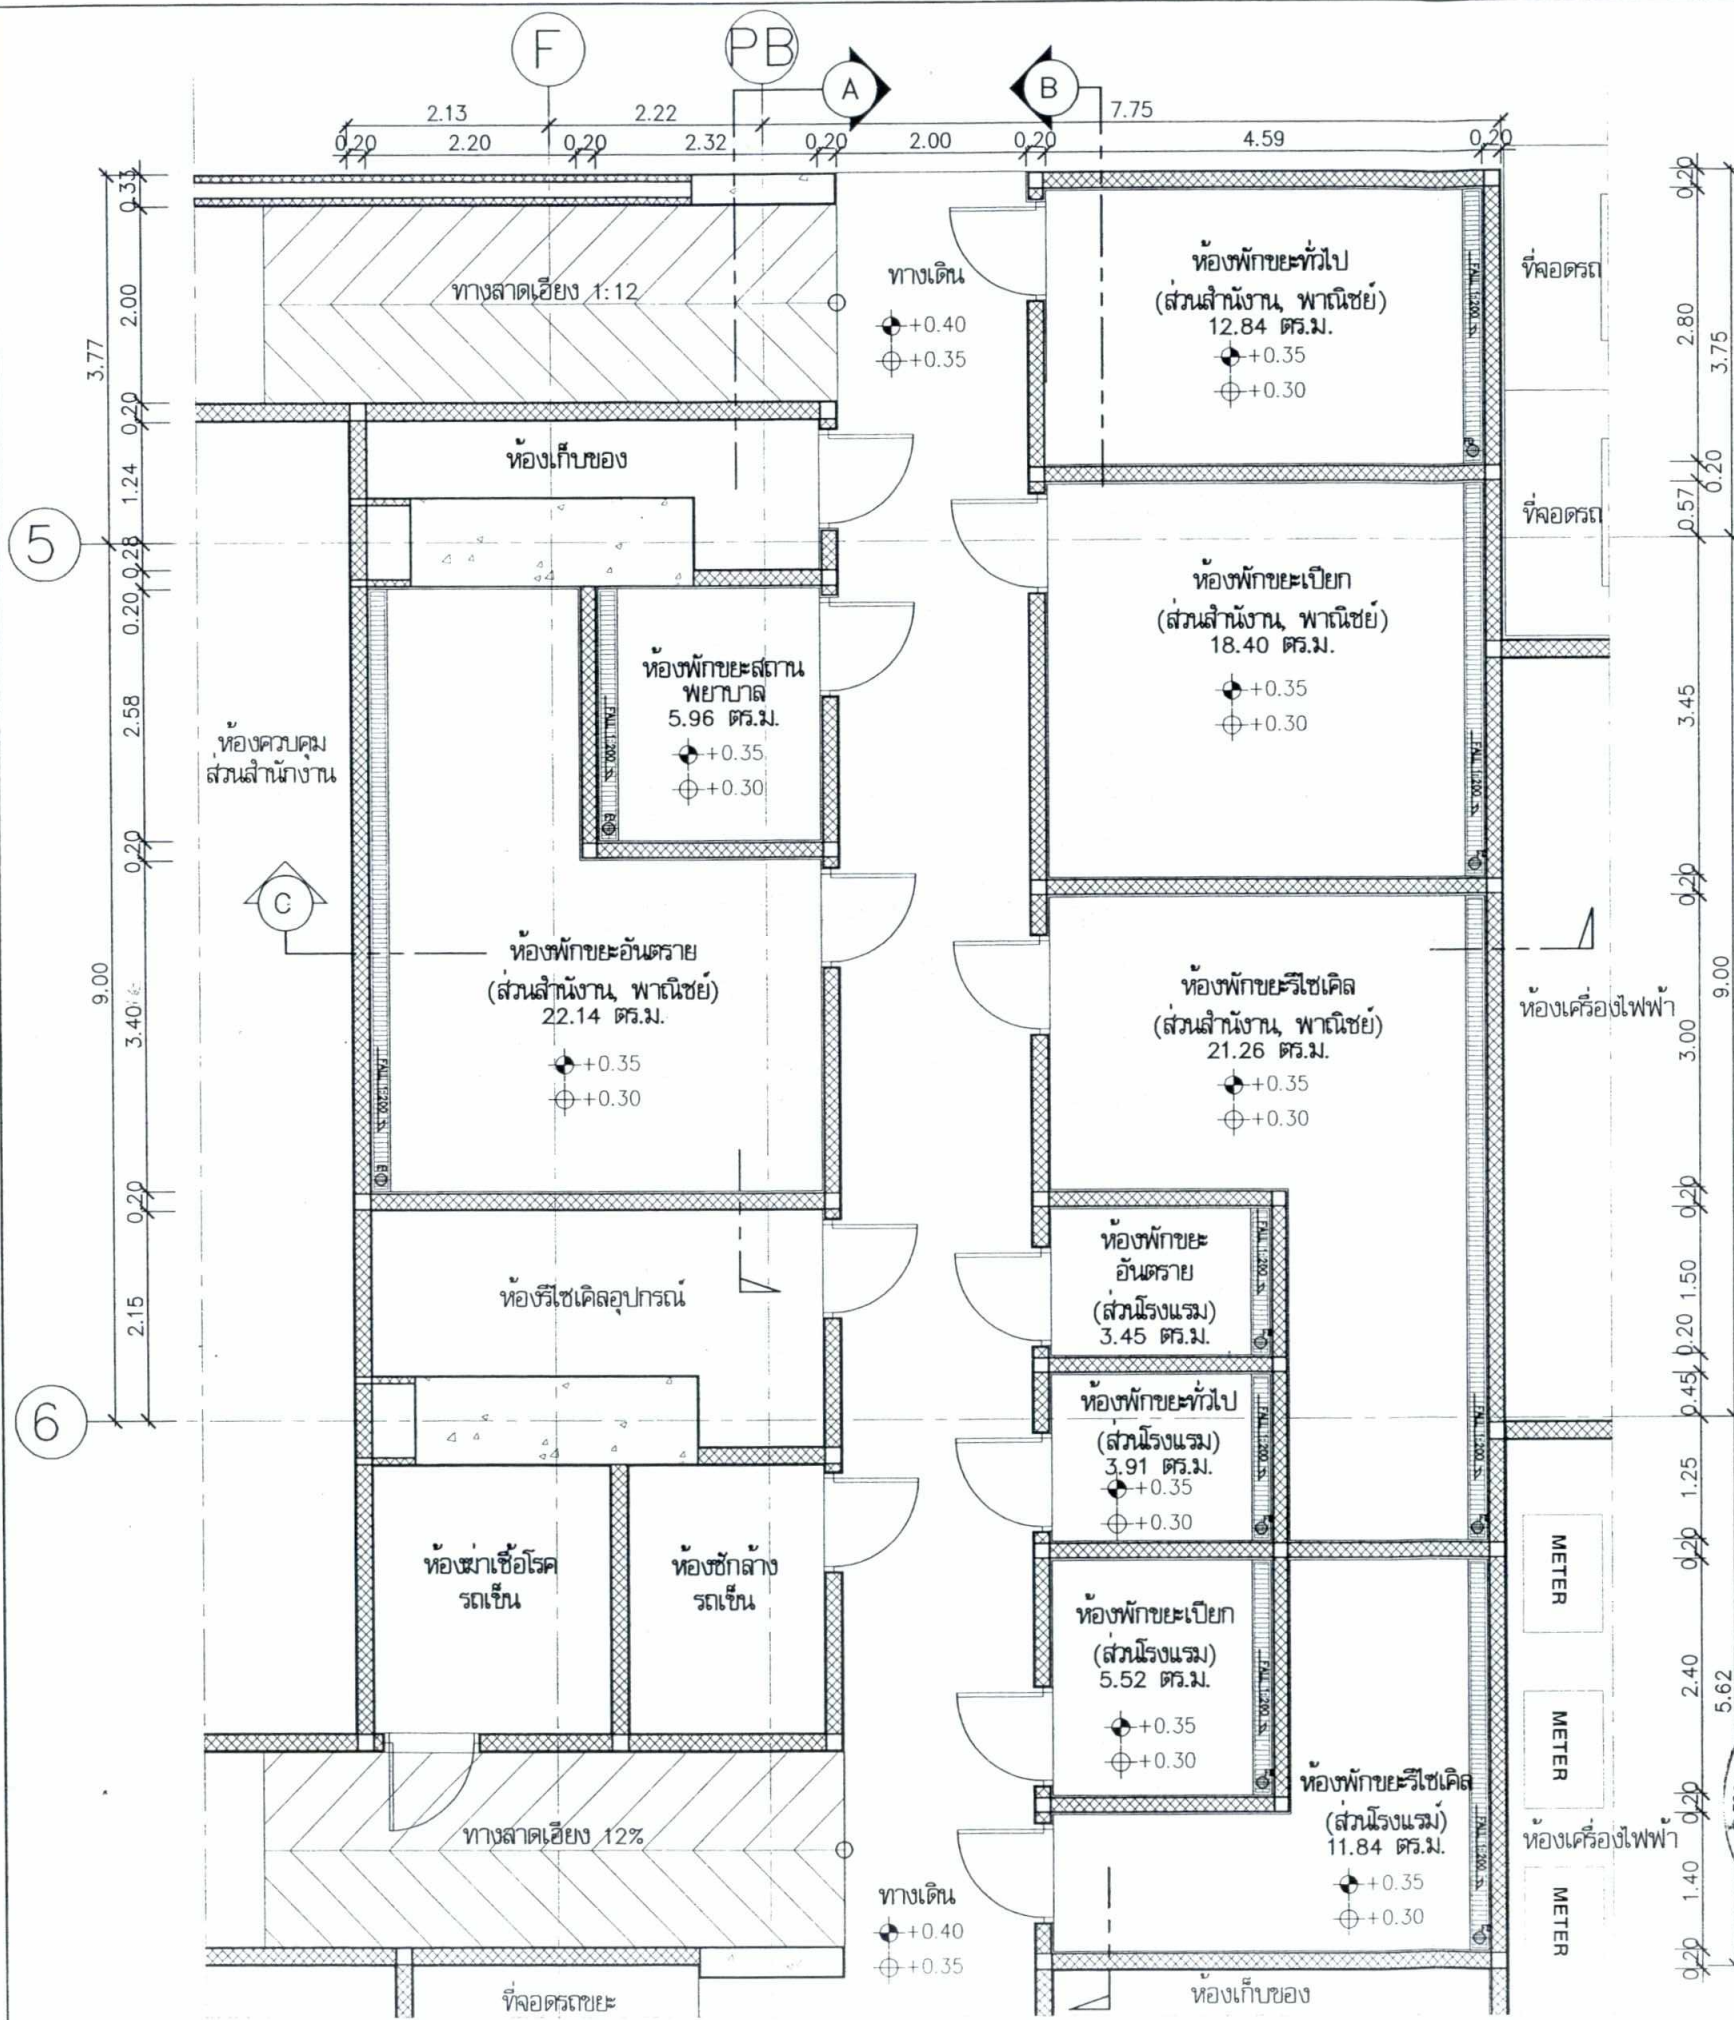 F
PB
A
B
2.13
2.22
7.75
0.20
2.20
0.20
2.32
0.20
2.00
0.20
4.59
0.20
0.33
2.00
3.77
0.20
1.24
0.28
0.20
2.58
0.20
9.00
3.40
0.20
2.15
5
6
C
ทางลาดเอียง 1:12
ทางเดิน
+0.40
+0.35
ห้องเก็บของ
ห้องควบคุม
ส่วนสำนักงาน
ห้องพักขยะสถาน
พยาบาล
5.96 ตร.ม.
+0.35
+0.30
FALL 1:200
ห้องพักขยะอันตราย
(ส่วนสำนังาน, พาณิชย์)
22.14 ตร.ม.
+0.35
+0.30
FALL 1:200
ห้องรีไซเคิลอุปกรณ์
ห้องฆ่าเชื้อโรค
รถเข็น
ห้องซักล้าง
รถเข็น
ทางลาดเอียง 12%
ทางเดิน
+0.40
+0.35
ที่จอดรถขยะ
ห้องพักขยะทั่วไป
(ส่วนสำนังาน, พาณิชย์)
12.84 ตร.ม.
+0.35
+0.30
FALL 1:200
ห้องพักขยะเปียก
(ส่วนสำนังาน, พาณิชย์)
18.40 ตร.ม.
+0.35
+0.30
FALL 1:200
ห้องพักขยะรีไซเคิล
(ส่วนสำนังาน, พาณิชย์)
21.26 ตร.ม.
+0.35
+0.30
FALL 1:200
ห้องพักขยะ
อันตราย
(ส่วนโรงแรม)
3.45 ตร.ม.
FALL 1:200
ห้องพักขยะทั่วไป
(ส่วนโรงแรม)
3.91 ตร.ม.
+0.35
+0.30
FALL 1:200
ห้องพักขยะเปียก
(ส่วนโรงแรม)
5.52 ตร.ม.
+0.35
+0.30
FALL 1:200
ห้องพักขยะรีไซเคิล
(ส่วนโรงแรม)
11.84 ตร.ม.
+0.35
+0.30
FALL 1:200
ห้องเก็บของ
ที่จอดรถ
ที่จอดรถ
ห้องเครื่องไฟฟ้า
METER
METER
ห้องเครื่องไฟฟ้า
METER
0.20
2.80
3.75
0.20
0.57
3.45
0.20
9.00
3.00
0.20
1.50
0.20
0.45
1.25
0.20
2.40
5.62
0.20
1.40
0.20